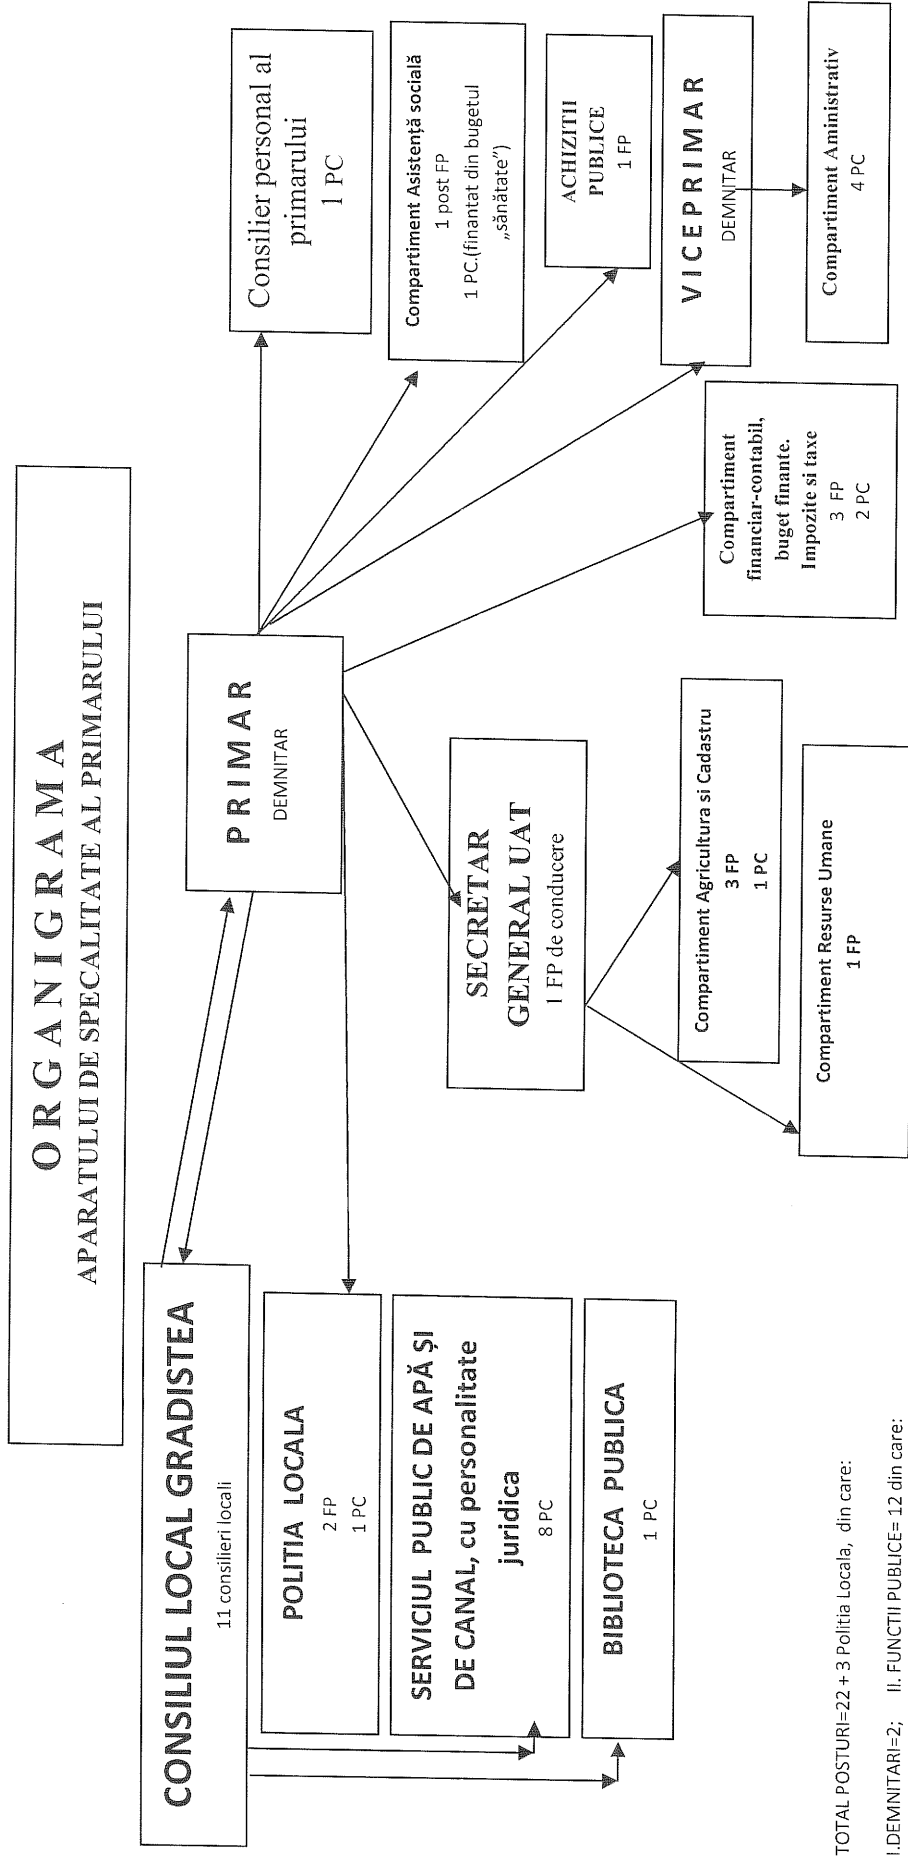 ORGANIGRAMA
APARATULUI DE SPECALITATE AL PRIMARULUI
CONSILIUL LOCAL GRADISTEA
11 consilieri locali
POLITIA LOCALA
2 FP
1 PC
SERVICIUL PUBLIC DE APĂ ȘI
DE CANAL, cu personalitate
juridica
8 PC
BIBLIOTECA PUBLICA
1 PC
PRIMAR
DEMNITAR
SECRETAR
GENERAL UAT
1 FP de conducere
Compartiment Agricultura si Cadastru
3 FP
1 PC
Compartiment Resurse Umane
1 FP
Consilier personal al
primarului
1 PC
Compartiment Asistență socială
1 post FP
1 PC.(finantat din bugetul
„sănătate”)
ACHIZITII
PUBLICE
1 FP
VICEPRIMAR
DEMNITAR
Compartiment Aministrativ
4 PC
Compartiment
financiar-contabil,
buget finante.
Impozite si taxe
3 FP
2 PC
TOTAL POSTURI=22 + 3 Politia Locala, din care:
I.DEMNITARI=2; II. FUNCTII PUBLICE= 12 din care: